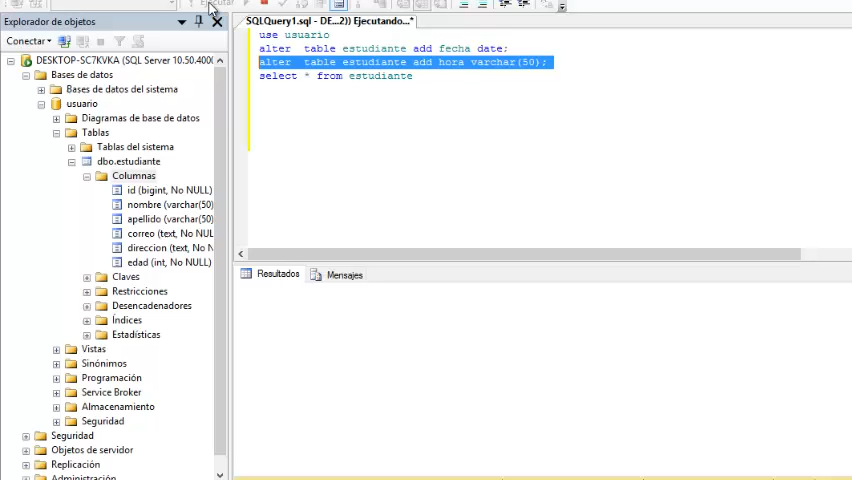 Ejecutar
Explorador de objetos
Conectar
DESKTOP-SC7KVKA (SQL Server 10.50.4000
Bases de datos
Bases de datos del sistema
usuario
Diagramas de base de datos
Tablas
Tablas del sistema
dbo.estudiante
Columnas
id (bigint, No NULL)
nombre (varchar(50)
apellido (varchar(50)
correo (text, No NUL
direccion (text, No NUL
edad (int, No NULL)
Claves
Restricciones
Desencadenadores
Índices
Estadísticas
Vistas
Sinónimos
Programación
Service Broker
Almacenamiento
Seguridad
Seguridad
Objetos de servidor
Replicación
Administración
SQLQuery1.sql - DE...2)) Ejecutando...*
use usuario
alter  table estudiante add fecha date;
alter  table estudiante add hora varchar(50);
select * from estudiante
Resultados
Mensajes